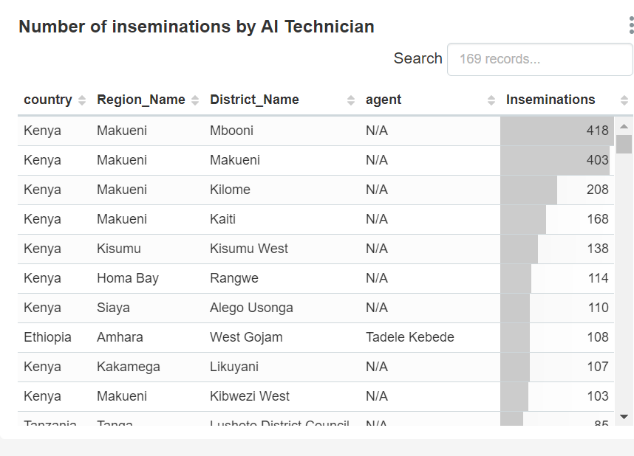 Number of inseminations by AI Technician
Search 169 records...
country Region_Name District_Name agent Inseminations
Kenya Makueni Mbooni N/A 418
Kenya Makueni Makueni N/A 403
Kenya Makueni Kilome N/A 208
Kenya Makueni Kaiti N/A 168
Kenya Kisumu Kisumu West N/A 138
Kenya Homa Bay Rangwe N/A 114
Kenya Siaya Alego Usonga N/A 110
Ethiopia Amhara West Gojam Tadele Kebede 108
Kenya Kakamega Likuyani N/A 107
Kenya Makueni Kibwezi West N/A 103
Tanzania Tanga Lushoto District Council N/A 85